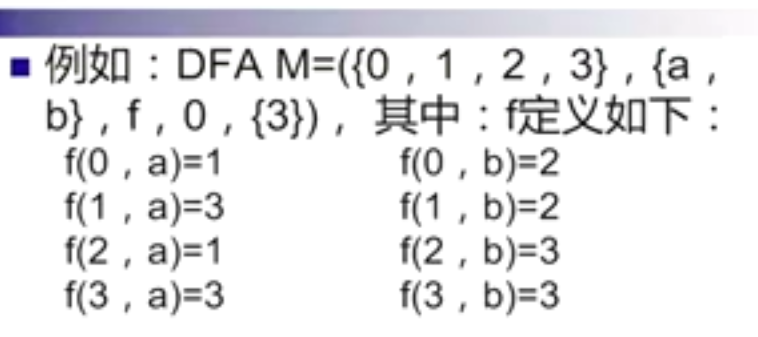 ■ 例如：DFA M=({0，1，2，3}，{a，
b}，f，0，{3})，其中：f定义如下：
f(0，a)=1 f(0，b)=2
f(1，a)=3 f(1，b)=2
f(2，a)=1 f(2，b)=3
f(3，a)=3 f(3，b)=3